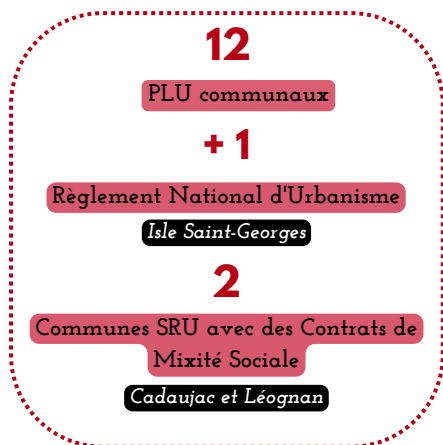 12
PLU communaux
+ 1
Règlement National d'Urbanisme
Isle Saint-Georges
2
Communes SRU avec des Contrats de
Mixité Sociale
Cadaujac et Léognan